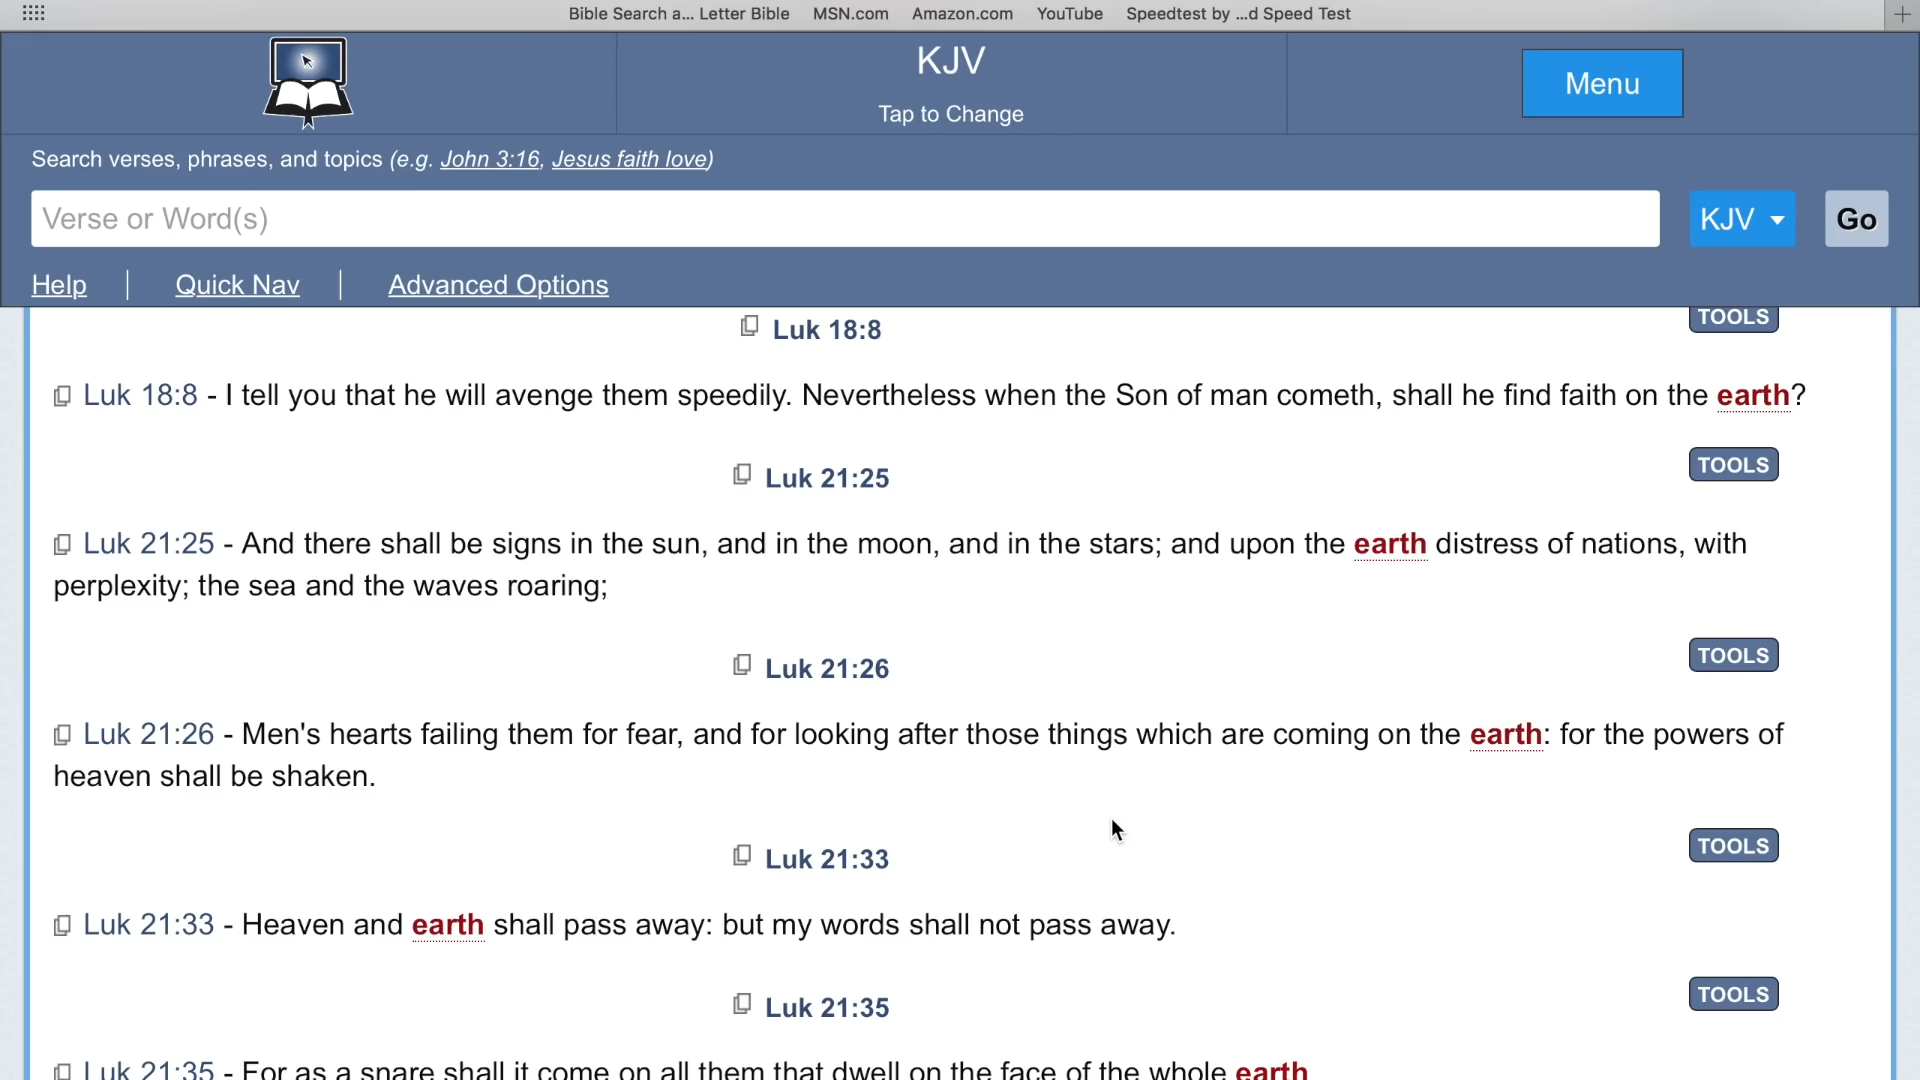 Bible Search a... Letter Bible MSN.com Amazon.com YouTube Speedtest by ...d Speed Test
KJV
Tap to Change
Menu
Search verses, phrases, and topics (e.g. John 3:16, Jesus faith love)
Verse or Word(s)
KJV
Go
Help | Quick Nav | Advanced Options
Luk 18:8
TOOLS
Luk 18:8 - I tell you that he will avenge them speedily. Nevertheless when the Son of man cometh, shall he find faith on the earth?
Luk 21:25
TOOLS
Luk 21:25 - And there shall be signs in the sun, and in the moon, and in the stars; and upon the earth distress of nations, with
perplexity; the sea and the waves roaring;
Luk 21:26
TOOLS
Luk 21:26 - Men's hearts failing them for fear, and for looking after those things which are coming on the earth: for the powers of
heaven shall be shaken.
Luk 21:33
TOOLS
Luk 21:33 - Heaven and earth shall pass away: but my words shall not pass away.
Luk 21:35
TOOLS
Luk 21:35 - For as a snare shall it come on all them that dwell on the face of the whole earth